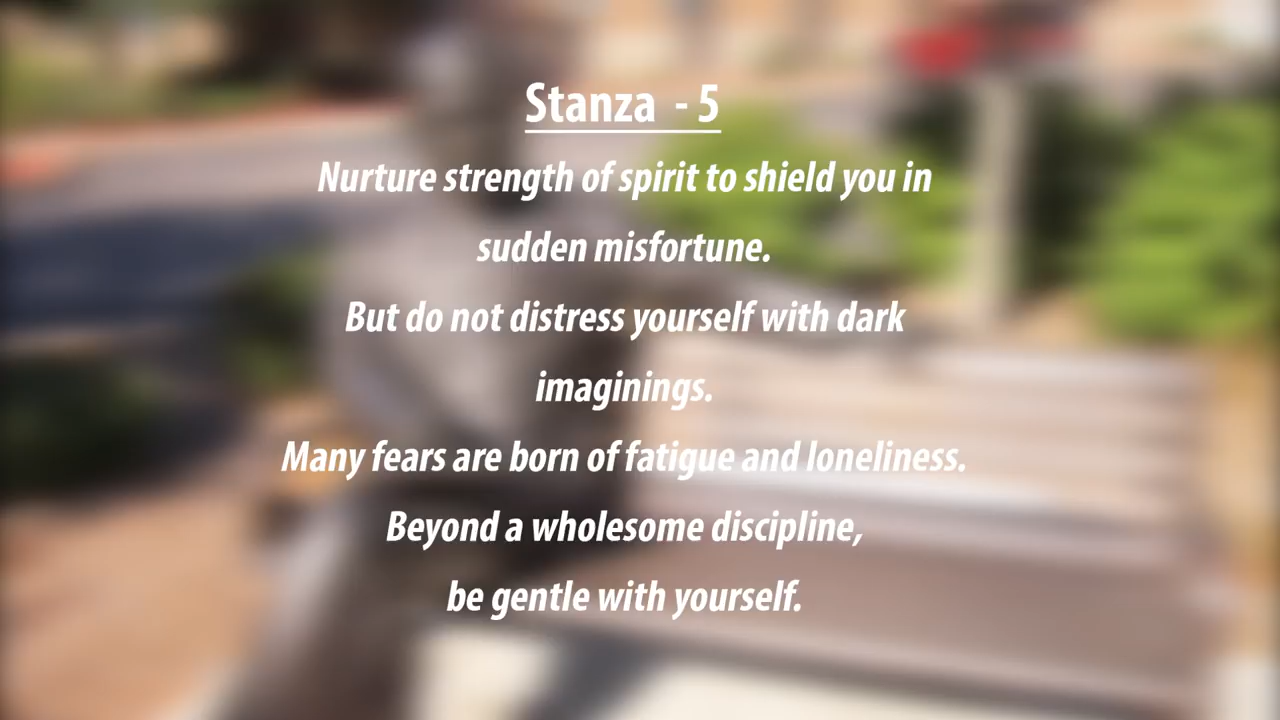 Stanza - 5
Nurture strength of spirit to shield you in
sudden misfortune.
But do not distress yourself with dark
imaginings.
Many fears are born of fatigue and loneliness.
Beyond a wholesome discipline,
be gentle with yourself.